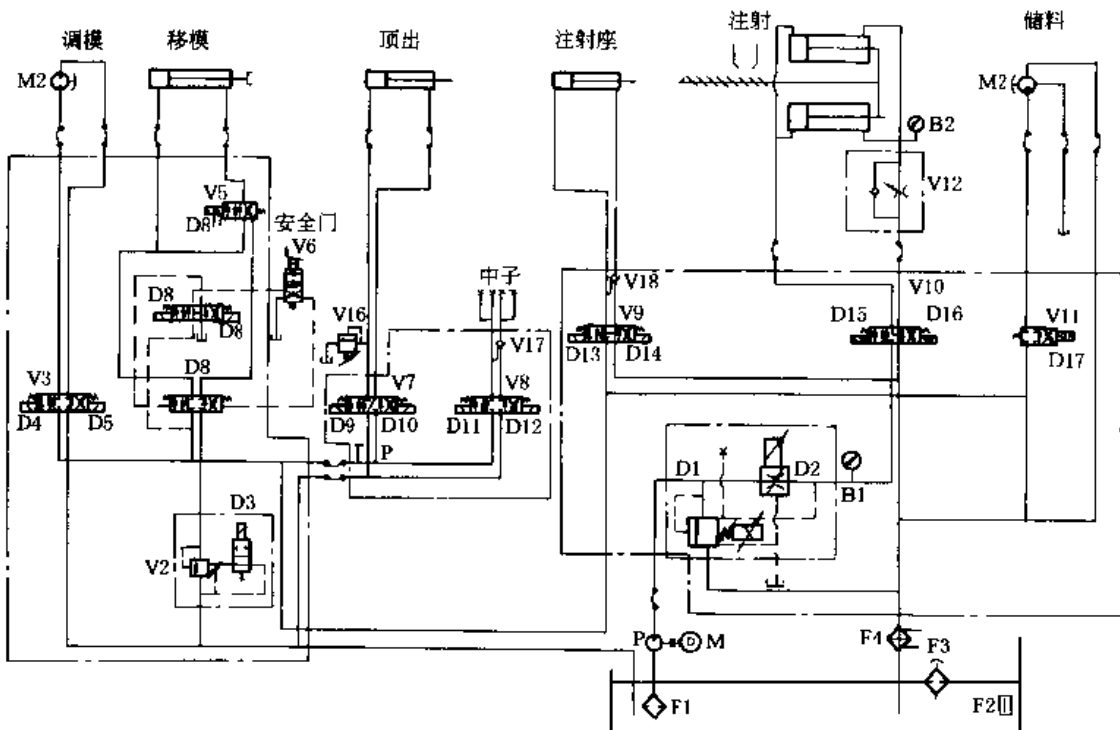 调模 移模 顶出 注射座 注射 储料
M2
M2
B2
V12
V5
D8
安全门
V6
中子
V18
V10
D8
D8
V16
V17
V9
D13 D14
D15 D16
V11
D17
V3
D4 D5
D8
V7
D9 D10
V8
D11 D12
T P
D1 D2
B1
D3
V2
P D M
F4
F3
F1
F2